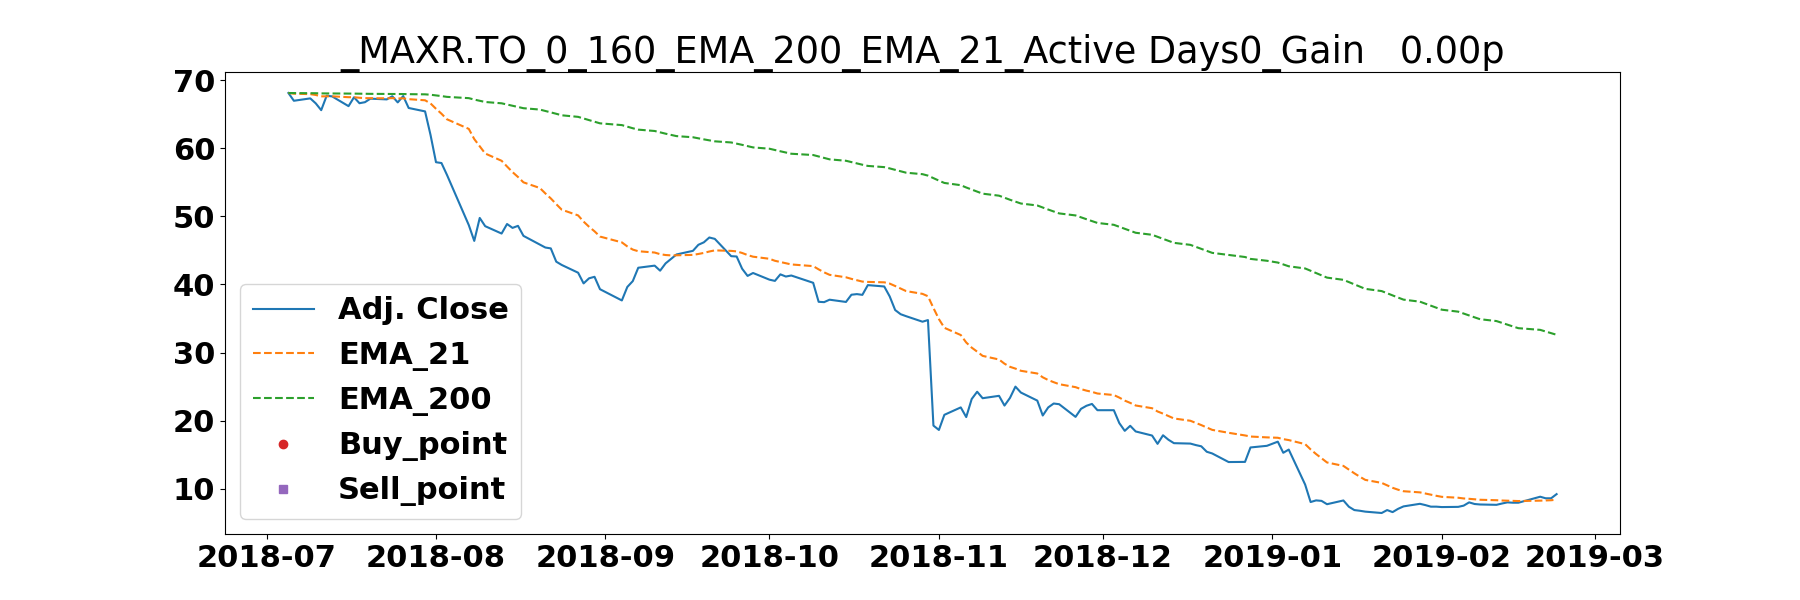 _MAXR.TO_0_160_EMA_200_EMA_21_Active Days0_Gain   0.00p
70
60
50
40
30
20
10
Adj. Close
EMA_21
EMA_200
Buy_point
Sell_point
2018-07 2018-08 2018-09 2018-10 2018-11 2018-12 2019-01 2019-02 2019-03